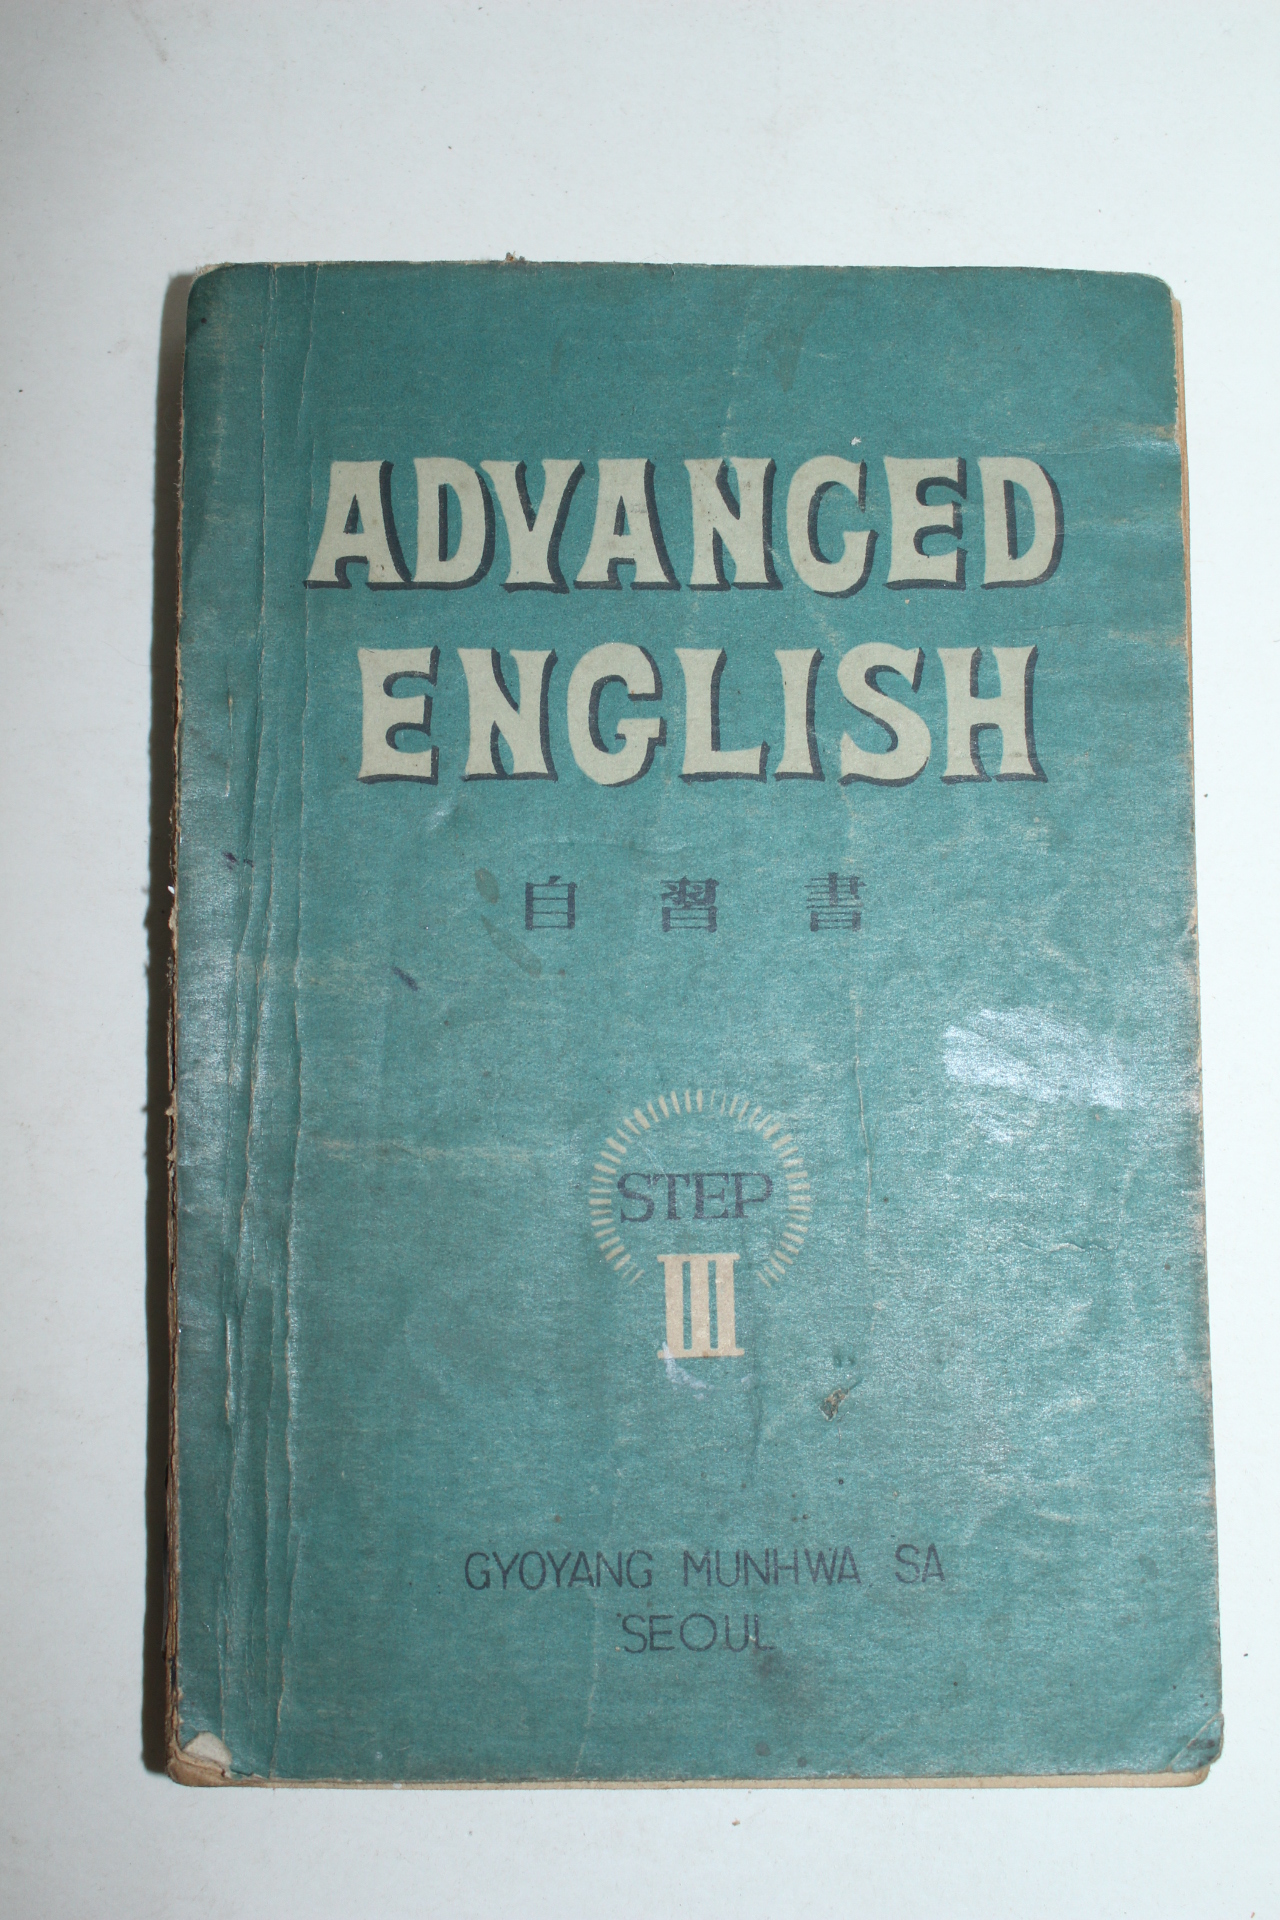 ADVANCED
ENGLISH
自習書
STEP
III
GYOYANG MUNHWA SA
SEOUL